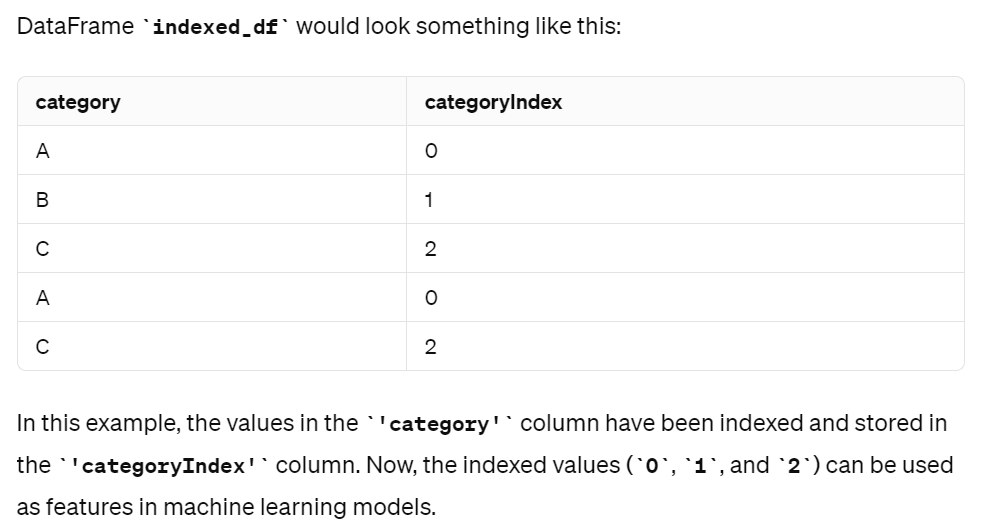 DataFrame `indexed_df` would look something like this:
category categoryIndex
A 0
B 1
C 2
A 0
C 2
In this example, the values in the `'category'` column have been indexed and stored in
the `'categoryIndex'` column. Now, the indexed values (`0`, `1`, and `2`) can be used
as features in machine learning models.